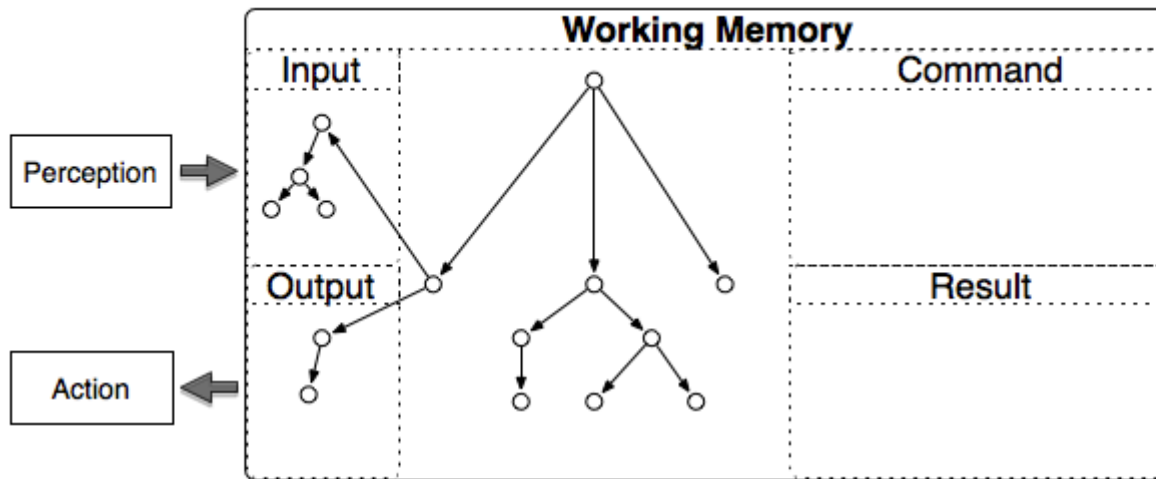 Working Memory
Input
Command
Perception
Output
Result
Action